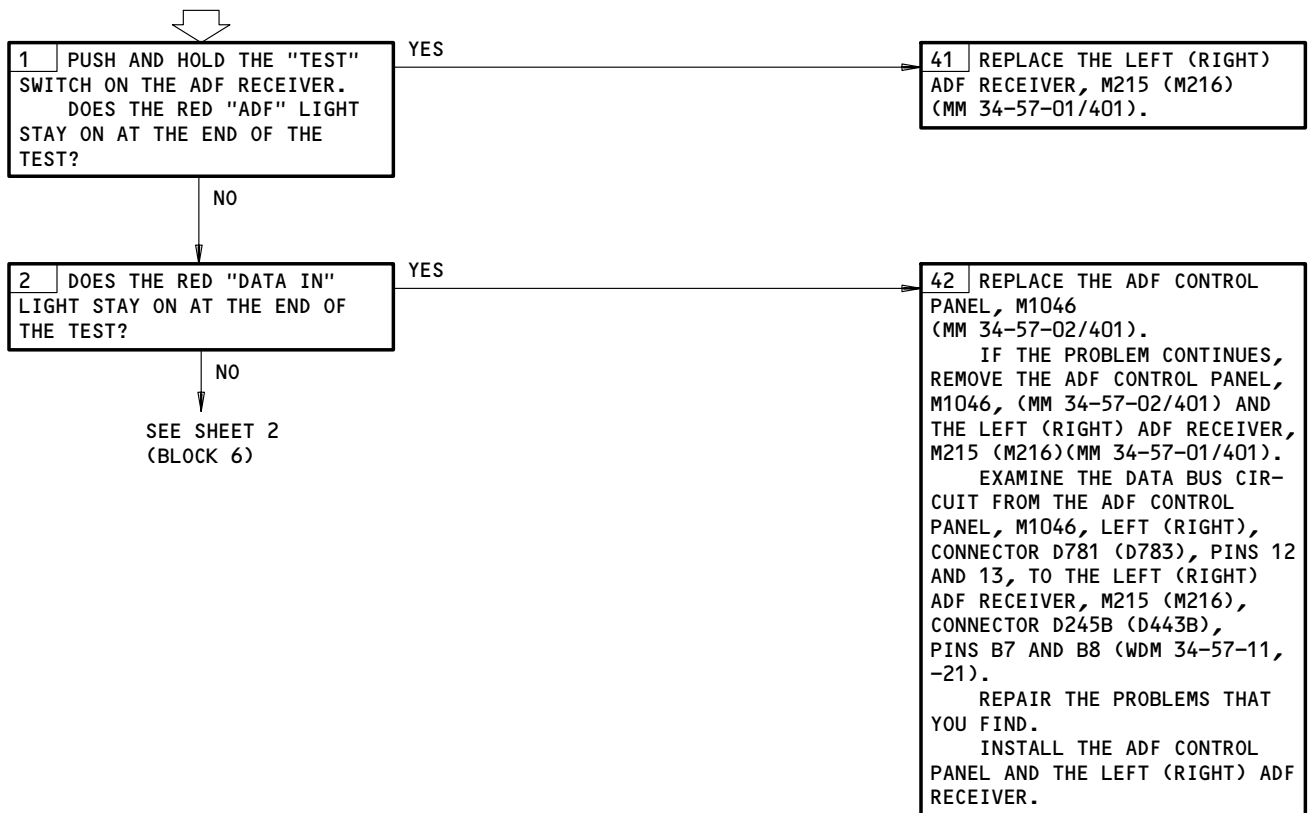 1 PUSH AND HOLD THE "TEST"
SWITCH ON THE ADF RECEIVER.
DOES THE RED "ADF" LIGHT
STAY ON AT THE END OF THE
TEST?
YES
41 REPLACE THE LEFT (RIGHT)
ADF RECEIVER, M215 (M216)
(MM 34-57-01/401).
NO
2 DOES THE RED "DATA IN"
LIGHT STAY ON AT THE END OF
THE TEST?
YES
42 REPLACE THE ADF CONTROL
PANEL, M1046
(MM 34-57-02/401).
IF THE PROBLEM CONTINUES,
REMOVE THE ADF CONTROL PANEL,
M1046, (MM 34-57-02/401) AND
THE LEFT (RIGHT) ADF RECEIVER,
M215 (M216)(MM 34-57-01/401).
EXAMINE THE DATA BUS CIR-
CUIT FROM THE ADF CONTROL
PANEL, M1046, LEFT (RIGHT),
CONNECTOR D781 (D783), PINS 12
AND 13, TO THE LEFT (RIGHT)
ADF RECEIVER, M215 (M216),
CONNECTOR D245B (D443B),
PINS B7 AND B8 (WDM 34-57-11,
-21).
REPAIR THE PROBLEMS THAT
YOU FIND.
INSTALL THE ADF CONTROL
PANEL AND THE LEFT (RIGHT) ADF
RECEIVER.
NO
SEE SHEET 2
(BLOCK 6)